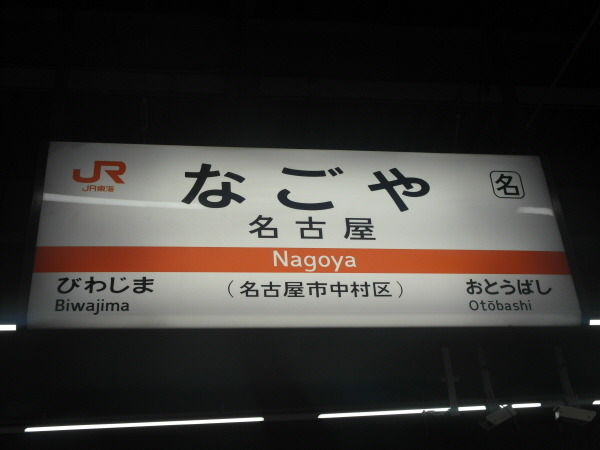 JR
JR東海
なごや
名
名古屋
Nagoya
びわじま
Biwajima
（名古屋市中村区）
おとうばし
Otōbashi